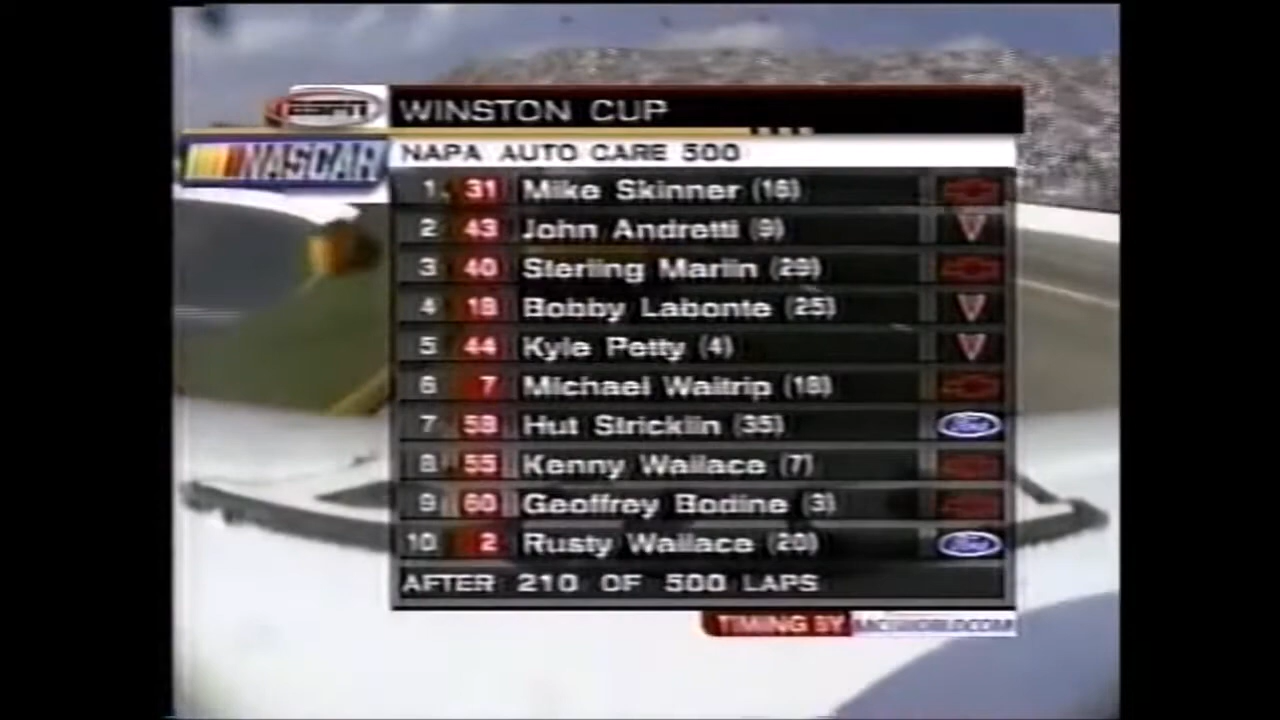 ESPN WINSTON CUP
NASCAR NAPA AUTO CARE 500
1. 31 Mike Skinner (16)
2 43 John Andretti (9)
3 40 Sterling Marlin (29)
4 18 Bobby Labonte (25)
5 44 Kyle Petty (4)
6 7 Michael Waltrip (18)
7 58 Hut Stricklin (35)
Ford
8 55 Kenny Wallace (7)
9 60 Geoffrey Bodine (3)
10 2 Rusty Wallace (20)
Ford
AFTER 210 OF 500 LAPS
TIMING BY MCIWORLDCOM